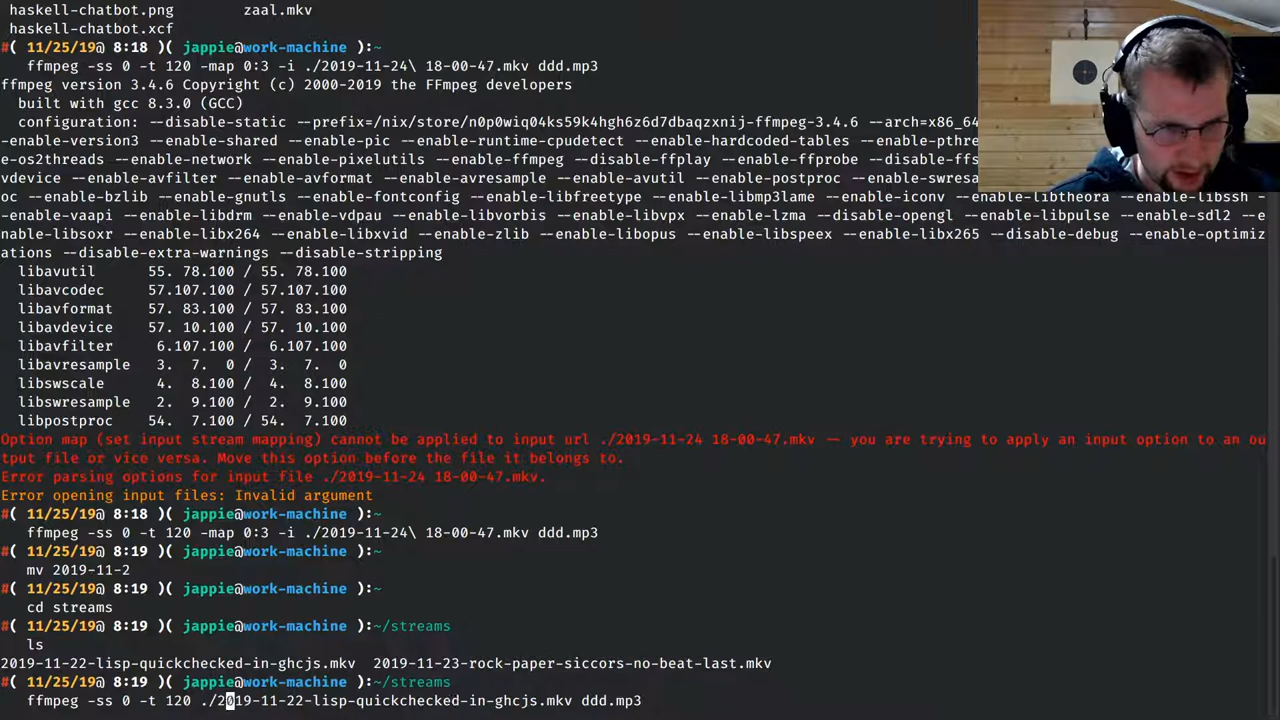 haskell-chatbot.png zaal.mkv
haskell-chatbot.xcf
#( 11/25/19@ 8:18 )( jappie@work-machine ):~
ffmpeg -ss 0 -t 120 -map 0:3 -i ./2019-11-24\ 18-00-47.mkv ddd.mp3
ffmpeg version 3.4.6 Copyright (c) 2000-2019 the FFmpeg developers
built with gcc 8.3.0 (GCC)
configuration: --disable-static --prefix=/nix/store/n0p0wiq04ks59k4hgh6z6d7dbaqzxnij-ffmpeg-3.4.6 --arch=x86_64
-enable-version3 --enable-shared --enable-pic --enable-runtime-cpudetect --enable-hardcoded-tables --enable-pthre
e-os2threads --enable-network --enable-pixelutils --enable-ffmpeg --disable-ffplay --enable-ffprobe --disable-ffs
vdevice --enable-avfilter --enable-avformat --enable-avresample --enable-avutil --enable-postproc --enable-swresa
oc --enable-bzlib --enable-gnutls --enable-fontconfig --enable-libfreetype --enable-libmp3lame --enable-iconv --enable-libtheora --enable-libssh -
-enable-vaapi --enable-libdrm --enable-vdpau --enable-libvorbis --enable-libvpx --enable-lzma --disable-opengl --enable-libpulse --enable-sdl2 --e
nable-libsoxr --enable-libx264 --enable-libxvid --enable-zlib --enable-libopus --enable-libspeex --enable-libx265 --disable-debug --enable-optimiz
ations --disable-extra-warnings --disable-stripping
libavutil 55. 78.100 / 55. 78.100
libavcodec 57.107.100 / 57.107.100
libavformat 57. 83.100 / 57. 83.100
libavdevice 57. 10.100 / 57. 10.100
libavfilter 6.107.100 / 6.107.100
libavresample 3. 7. 0 / 3. 7. 0
libswscale 4. 8.100 / 4. 8.100
libswresample 2. 9.100 / 2. 9.100
libpostproc 54. 7.100 / 54. 7.100
Option map (set input stream mapping) cannot be applied to input url ./2019-11-24 18-00-47.mkv -- you are trying to apply an input option to an ou
tput file or vice versa. Move this option before the file it belongs to.
Error parsing options for input file ./2019-11-24 18-00-47.mkv.
Error opening input files: Invalid argument
#( 11/25/19@ 8:18 )( jappie@work-machine ):~
ffmpeg -ss 0 -t 120 -map 0:3 -i ./2019-11-24\ 18-00-47.mkv ddd.mp3
#( 11/25/19@ 8:19 )( jappie@work-machine ):~
mv 2019-11-2
#( 11/25/19@ 8:19 )( jappie@work-machine ):~
cd streams
#( 11/25/19@ 8:19 )( jappie@work-machine ):~/streams
ls
2019-11-22-lisp-quickchecked-in-ghcjs.mkv 2019-11-23-rock-paper-siccors-no-beat-last.mkv
#( 11/25/19@ 8:19 )( jappie@work-machine ):~/streams
ffmpeg -ss 0 -t 120 ./2019-11-22-lisp-quickchecked-in-ghcjs.mkv ddd.mp3